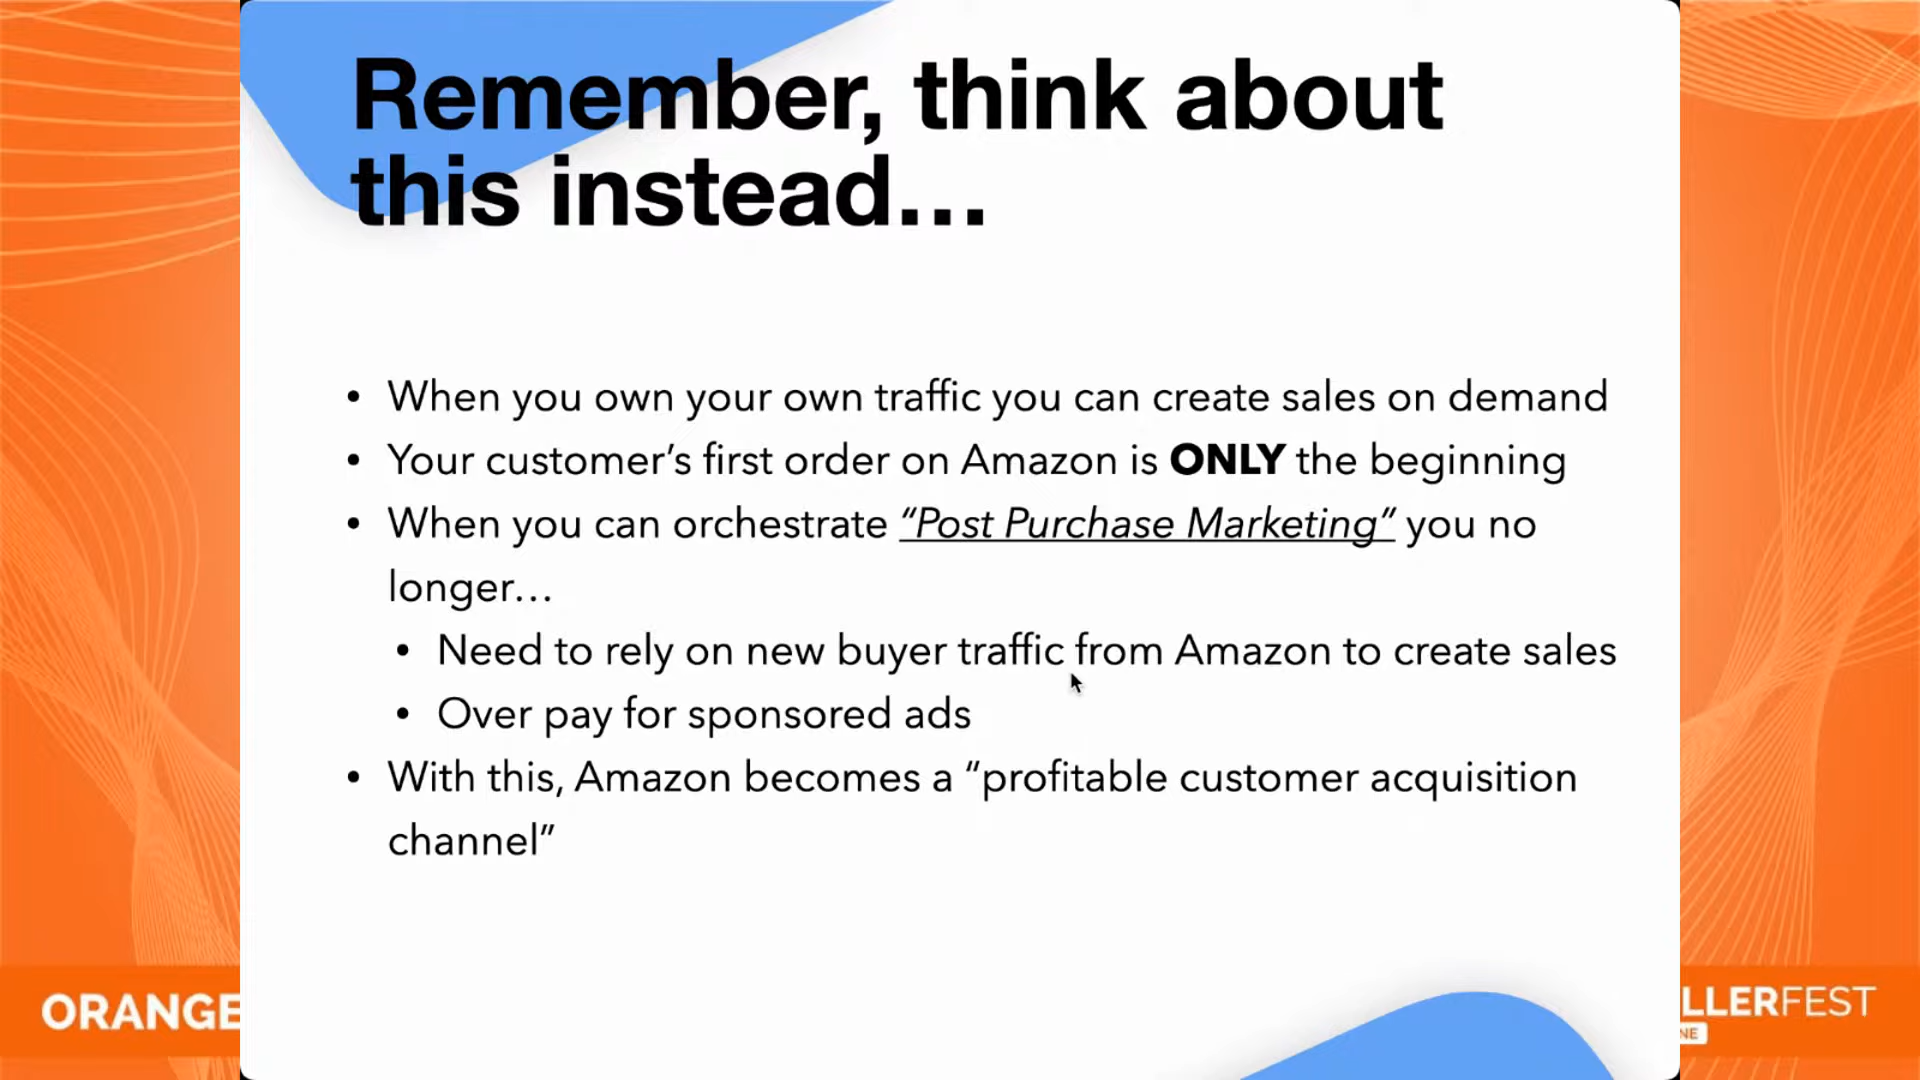 Remember, think about
this instead…
• When you own your own traffic you can create sales on demand
• Your customer’s first order on Amazon is ONLY the beginning
• When you can orchestrate “Post Purchase Marketing” you no
longer…
• Need to rely on new buyer traffic from Amazon to create sales
• Over pay for sponsored ads
• With this, Amazon becomes a “profitable customer acquisition
channel”
ORANGE
LLERFEST
NE